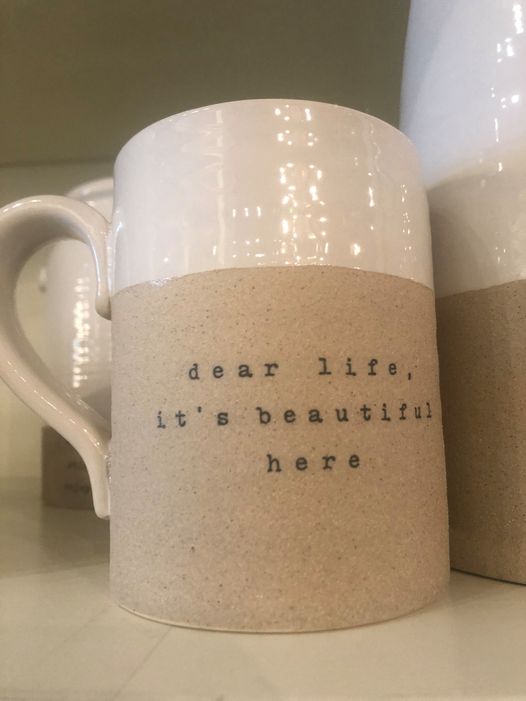 dear life,
it's beautiful
here